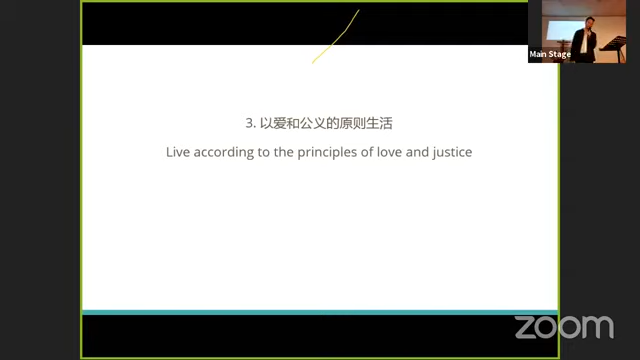 Main Stage
3. 以爱和公义的原则生活
Live according to the principles of love and justice
zoom